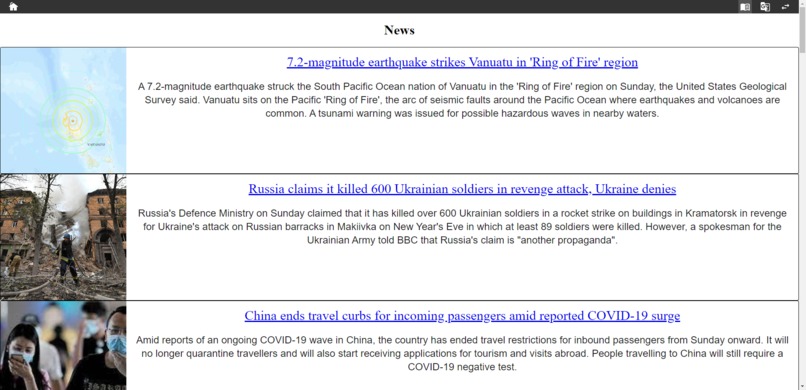 News
7.2-magnitude earthquake strikes Vanuatu in 'Ring of Fire' region
A 7.2-magnitude earthquake struck the South Pacific Ocean nation of Vanuatu in the 'Ring of Fire' region on Sunday, the United States Geological
Survey said. Vanuatu sits on the Pacific 'Ring of Fire', the arc of seismic faults around the Pacific Ocean where earthquakes and volcanoes are
common. A tsunami warning was issued for possible hazardous waves in nearby waters.
Russia claims it killed 600 Ukrainian soldiers in revenge attack, Ukraine denies
Russia's Defence Ministry on Sunday claimed that it has killed over 600 Ukrainian soldiers in a rocket strike on buildings in Kramatorsk in revenge
for Ukraine's attack on Russian barracks in Makiivka on New Year's Eve in which at least 89 soldiers were killed. However, a spokesman for the
Ukrainian Army told BBC that Russia's claim is "another propaganda".
China ends travel curbs for incoming passengers amid reported COVID-19 surge
Amid reports of an ongoing COVID-19 wave in China, the country has ended travel restrictions for inbound passengers from Sunday onward. It will
no longer quarantine travellers and will also start receiving applications for tourism and visits abroad. People travelling to China will still require a
COVID-19 negative test.